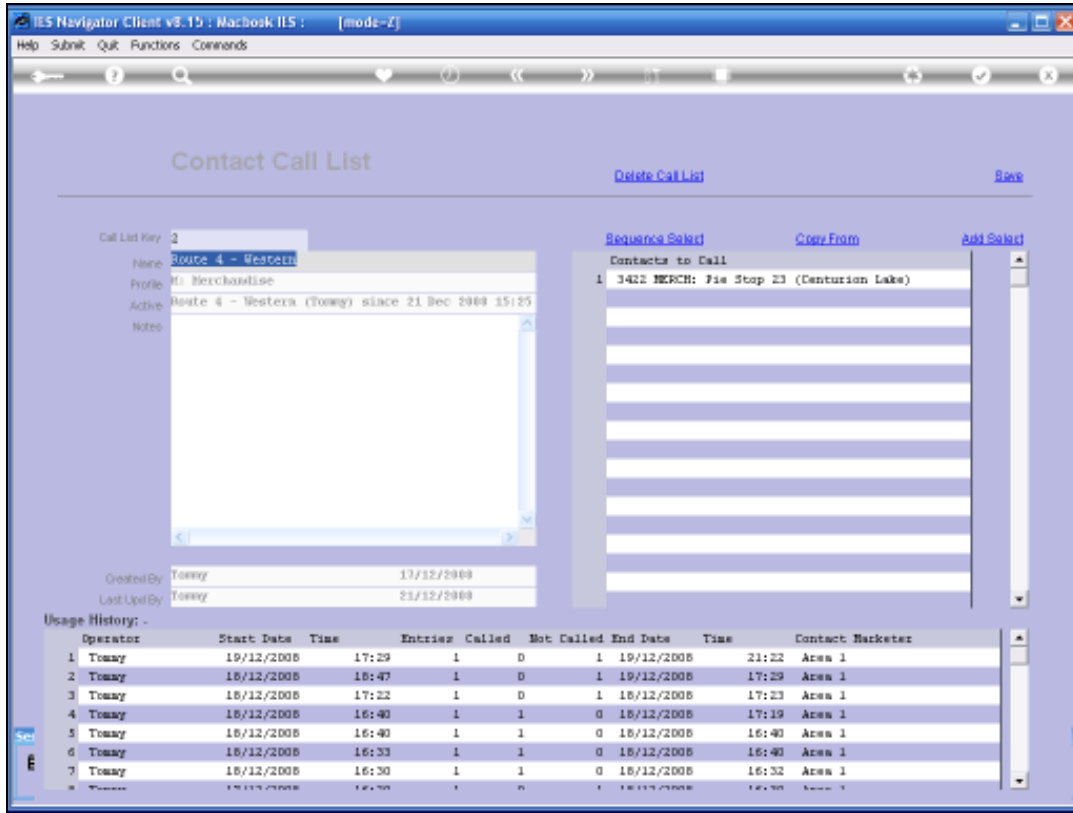 IES Navigator Client v8.15 : Macbook IES : [mode-Z]
Help Submit Quit Functions Commands
Contact Call List
Delete Call List Save
Call List Key 2
Name Route 4 - Western
Profile M: Merchandise
Active Route 4 - Western (Tommy) since 21 Dec 2008 15:25
Notes
Sequence Select Copy From Add Select
Contacts to Call
1 3422 MERCH: Pie Stop 23 (Centurion Lake)
Created By Tommy 17/12/2008
Last Upd By Tommy 21/12/2008
Usage History: -
Operator Start Date Time Entries Called Not Called End Date Time Contact Marketer
1 Tommy 19/12/2008 17:29 1 0 1 19/12/2008 21:22 Area 1
2 Tommy 18/12/2008 18:47 1 0 1 19/12/2008 17:29 Area 1
3 Tommy 18/12/2008 17:22 1 0 1 18/12/2008 17:23 Area 1
4 Tommy 18/12/2008 16:40 1 1 0 18/12/2008 17:19 Area 1
5 Tommy 18/12/2008 16:40 1 1 0 18/12/2008 16:40 Area 1
6 Tommy 18/12/2008 16:33 1 1 0 18/12/2008 16:40 Area 1
7 Tommy 18/12/2008 16:30 1 1 0 18/12/2008 16:32 Area 1